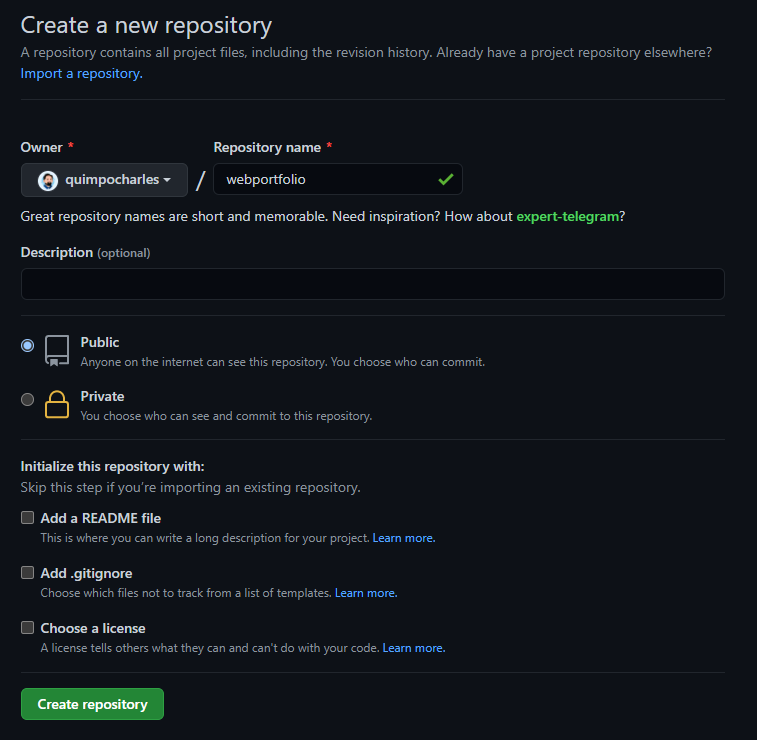 Create a new repository
A repository contains all project files, including the revision history. Already have a project repository elsewhere?
Import a repository.
Owner * Repository name *
quimpocharles / webportfolio
Great repository names are short and memorable. Need inspiration? How about expert-telegram?
Description (optional)
Public
Anyone on the internet can see this repository. You choose who can commit.
Private
You choose who can see and commit to this repository.
Initialize this repository with:
Skip this step if you're importing an existing repository.
Add a README file
This is where you can write a long description for your project. Learn more.
Add .gitignore
Choose which files not to track from a list of templates. Learn more.
Choose a license
A license tells others what they can and can't do with your code. Learn more.
Create repository